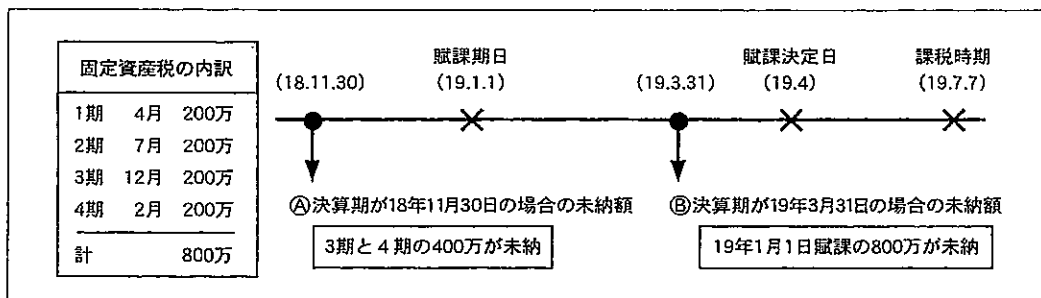 固定資産税の内訳
1期 4月 200万
2期 7月 200万
3期 12月 200万
4期 2月 200万
計 800万
(18.11.30)
賦課期日
(19.1.1)
(19.3.31)
賦課決定日
(19.4)
課税時期
(19.7.7)
Ⓐ決算期が18年11月30日の場合の未納額
3期と4期の400万が未納
Ⓑ決算期が19年3月31日の場合の未納額
19年1月1日賦課の800万が未納